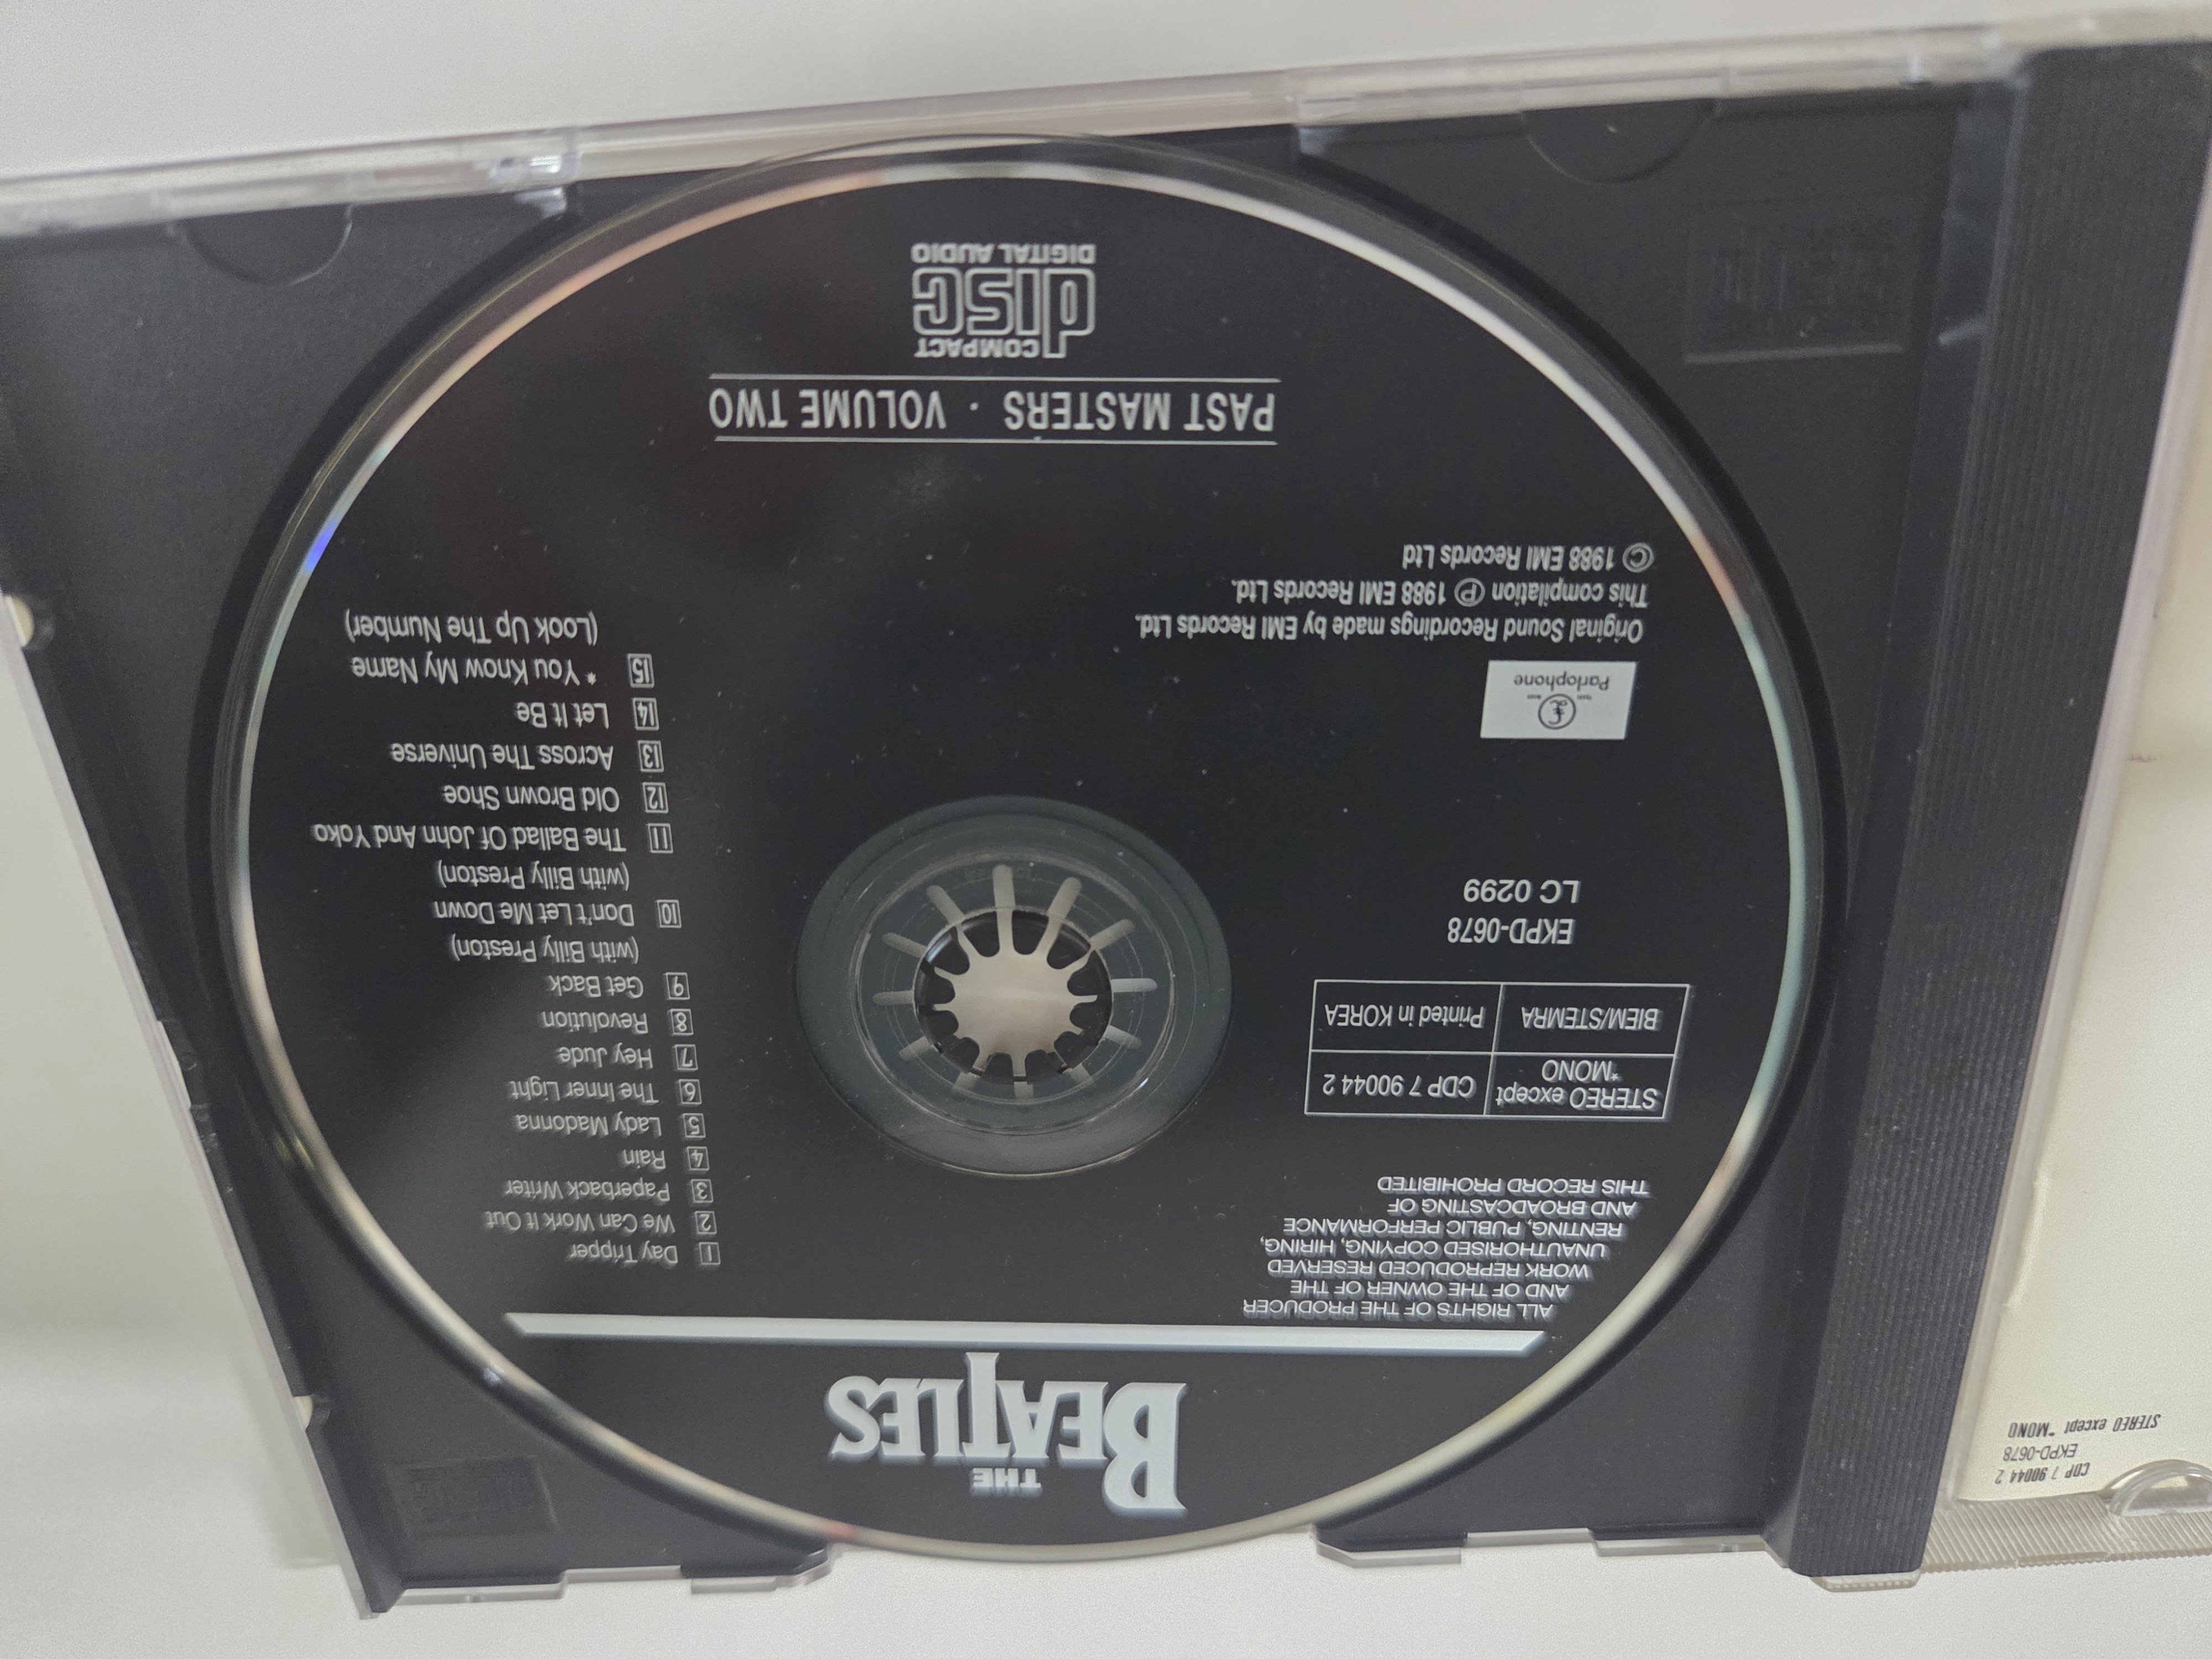 THE
BEATLES
ALL RIGHTS OF THE PRODUCER
AND OF THE OWNER OF THE
WORK REPRODUCED RESERVED
UNAUTHORISED COPYING, HIRING,
RENTING, PUBLIC PERFORMANCE
AND BROADCASTING OF
THIS RECORD PROHIBITED
STEREO except
*MONO
CDP 7 90044 2
BIEM/STEMRA
Printed in KOREA
EKPD-0678
LC 0299
Parlophone
Original Sound Recordings made by EMI Records Ltd.
This compilation ℗ 1988 EMI Records Ltd.
© 1988 EMI Records Ltd
1 Day Tripper
2 We Can Work It Out
3 Paperback Writer
4 Rain
5 Lady Madonna
6 The Inner Light
7 Hey Jude
8 Revolution
9 Get Back
(with Billy Preston)
10 Don't Let Me Down
(with Billy Preston)
11 The Ballad Of John And Yoko
12 Old Brown Shoe
13 Across The Universe
14 Let It Be
15 * You Know My Name
(Look Up The Number)
PAST MASTERS · VOLUME TWO
COMPACT
disc
DIGITAL AUDIO
CDP 7 90044 2
EKPD-0678
STEREO except *MONO